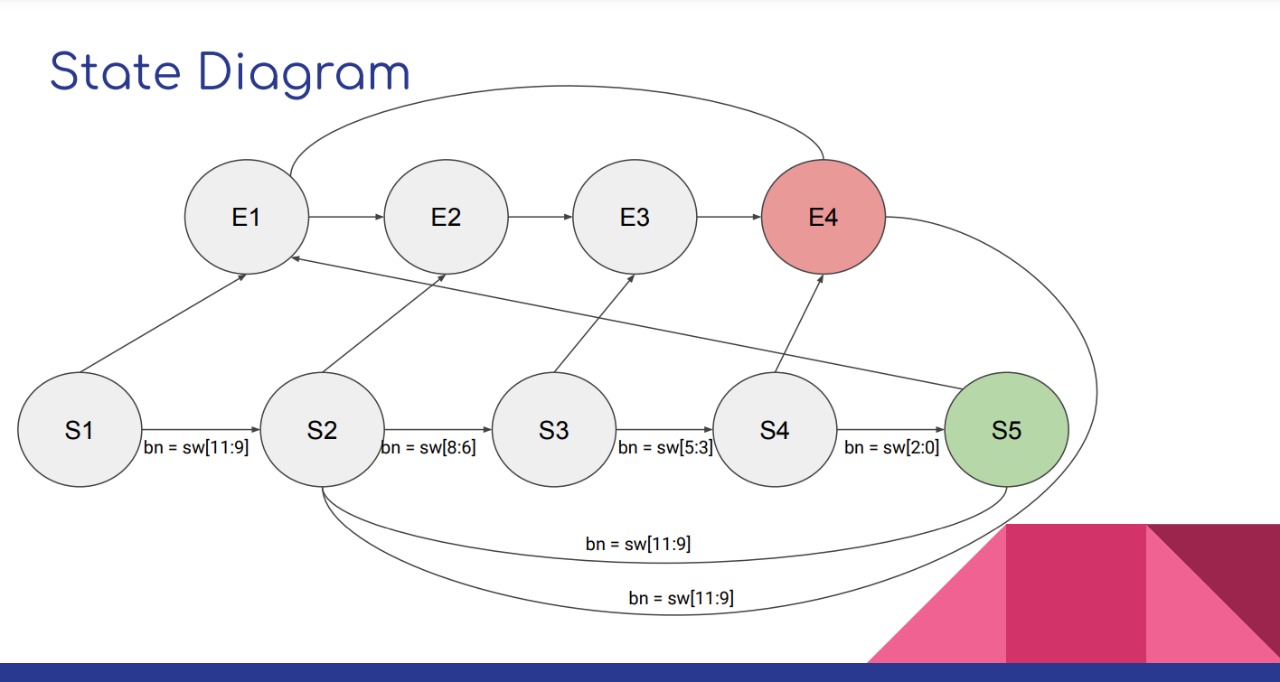 State Diagram
E1
E2
E3
E4
S1
bn = sw[11:9]
S2
bn = sw[8:6]
S3
bn = sw[5:3]
S4
bn = sw[2:0]
S5
bn = sw[11:9]
bn = sw[11:9]